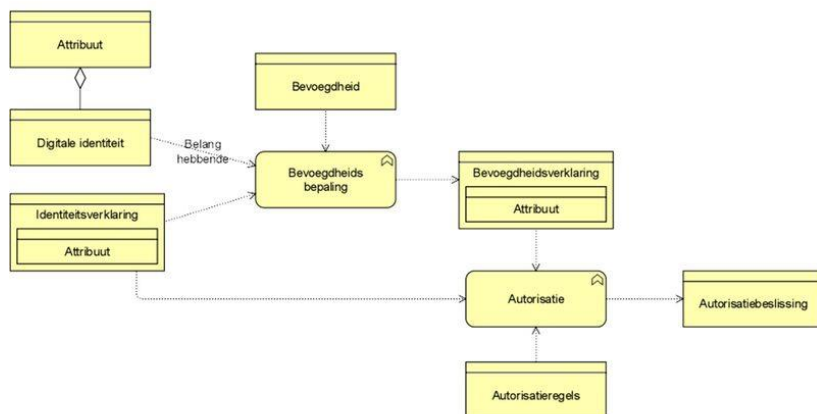 Attribuut
Bevoegdheid
Digitale identiteit
Belang
hebbende
Bevoegdheids
bepaling
Bevoegdheidsverklaring
Attribuut
Identiteitsverklaring
Attribuut
Autorisatie
Autorisatiebeslissing
Autorisatieregels